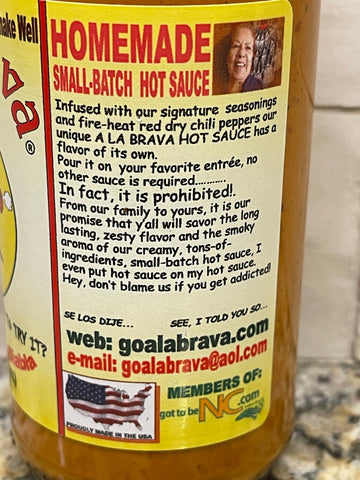 ake Well
HOMEMADE
SMALL-BATCH HOT SAUCE
Infused with our signature seasonings
and fire-heat red dry chili peppers our
unique A LA BRAVA HOT SAUCE has a
flavor of its own.
Pour it on your favorite entrée, no
other sauce is required...........
In fact, it is prohibited!.
From our family to yours, it is our
promise that y'all will savor the long
lasting, zesty flavor and the smoky
aroma of our creamy, tons-of-
ingredients, small-batch hot sauce, I
even put hot sauce on my hot sauce.
Hey, don't blame us if you get addicted!
va®
SE LOS DIJE... SEE, I TOLD YOU SO...
TO TRY IT?
web: goalabrava.com
e-mail: goalabrava@aol.com
PROUDLY MADE IN THE USA
MEMBERS OF:
got to be NC.com